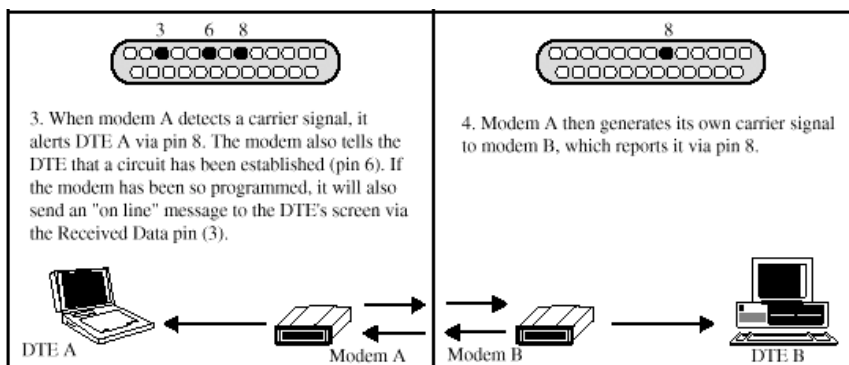 3 6 8
3. When modem A detects a carrier signal, it
alerts DTE A via pin 8. The modem also tells the
DTE that a circuit has been established (pin 6). If
the modem has been so programmed, it will also
send an "on line" message to the DTE's screen via
the Received Data pin (3).
DTE A
Modem A
8
4. Modem A then generates its own carrier signal
to modem B, which reports it via pin 8.
Modem B
DTE B